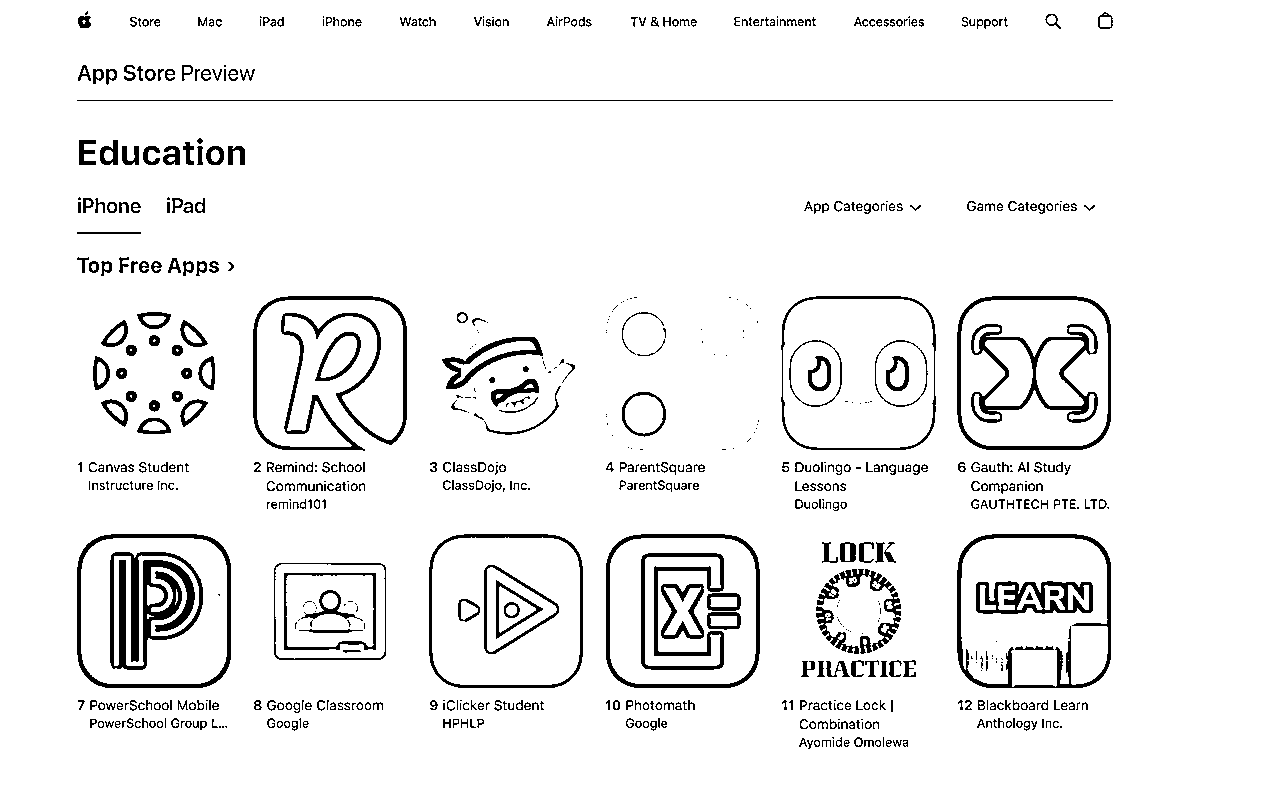 Store Mac iPad iPhone Watch Vision AirPods TV & Home Entertainment Accessories Support
App Store Preview
Education
iPhone iPad App Categories Game Categories
Top Free Apps ›
1 Canvas Student
Instructure Inc.
2 Remind: School
Communication
remind101
3 ClassDojo
ClassDojo, Inc.
4 ParentSquare
ParentSquare
5 Duolingo - Language
Lessons
Duolingo
6 Gauth: AI Study
Companion
GAUTHTECH PTE. LTD.
LOCK
PRACTICE
LEARN
7 PowerSchool Mobile
PowerSchool Group L...
8 Google Classroom
Google
9 iClicker Student
HPHLP
10 Photomath
Google
11 Practice Lock |
Combination
Ayomide Omolewa
12 Blackboard Learn
Anthology Inc.